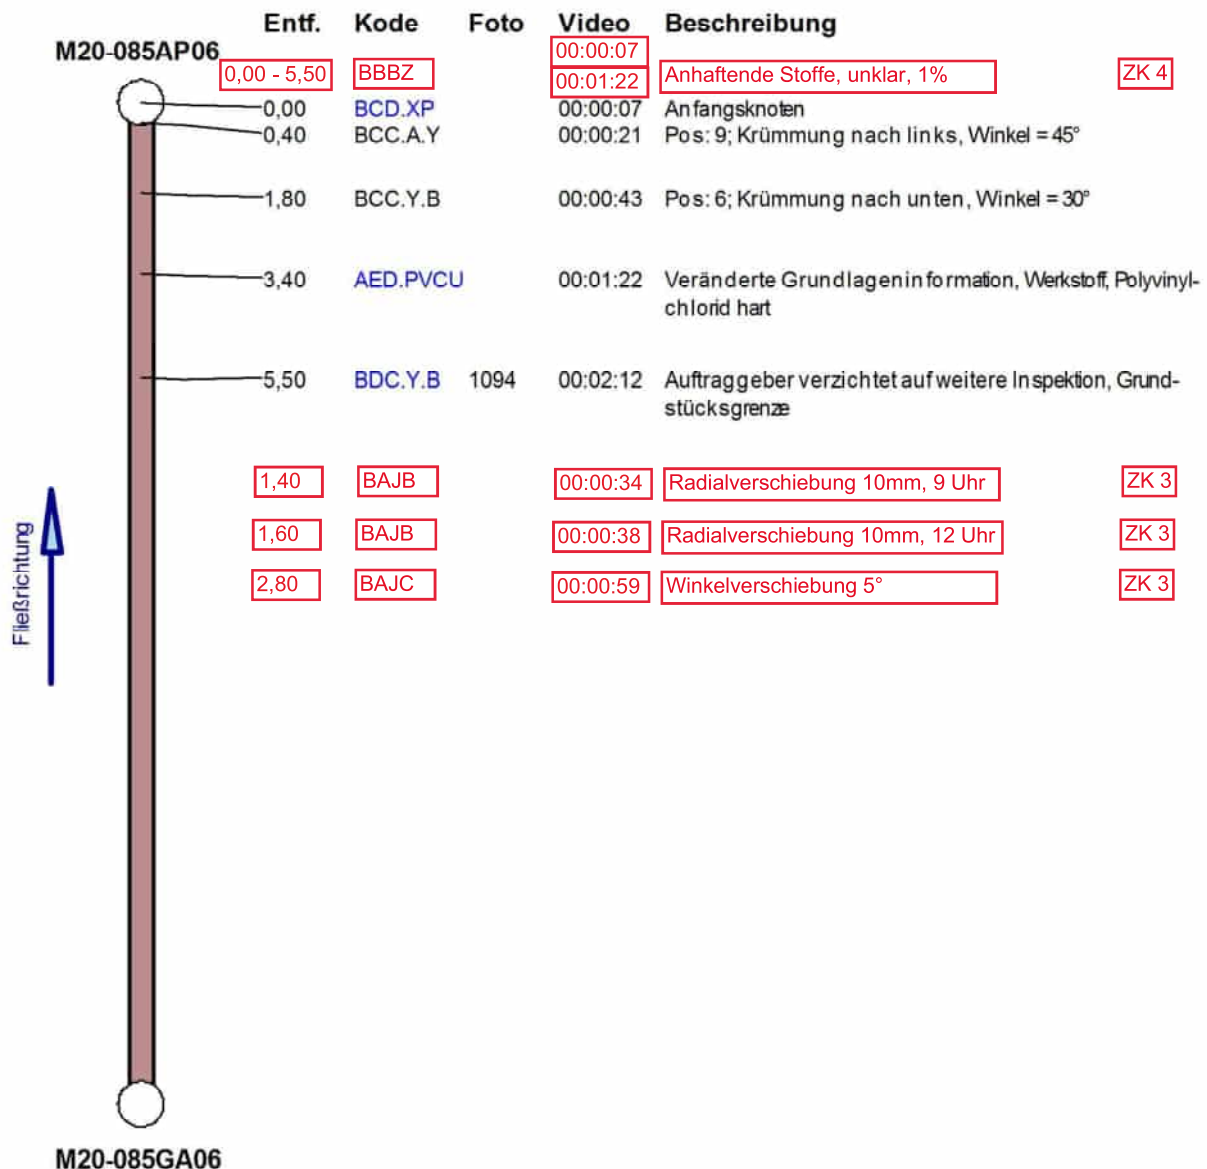 Entf. Kode Foto Video Beschreibung
M20-085AP06 00:00:07
0,00 - 5,50 BBBZ 00:01:22 Anhaftende Stoffe, unklar, 1% ZK 4
0,00 BCD.XP 00:00:07 Anfangsknoten
0,40 BCC.A.Y 00:00:21 Pos: 9; Krümmung nach links, Winkel = 45°
1,80 BCC.Y.B 00:00:43 Pos: 6; Krümmung nach unten, Winkel = 30°
3,40 AED.PVCU 00:01:22 Veränderte Grundlageninformation, Werkstoff, Polyvinyl-
chlorid hart
5,50 BDC.Y.B 1094 00:02:12 Auftraggeber verzichtet auf weitere Inspektion, Grund-
stücksgrenze
1,40 BAJB 00:00:34 Radialverschiebung 10mm, 9 Uhr ZK 3
1,60 BAJB 00:00:38 Radialverschiebung 10mm, 12 Uhr ZK 3
2,80 BAJC 00:00:59 Winkelverschiebung 5° ZK 3
Fließrichtung
M20-085GA06